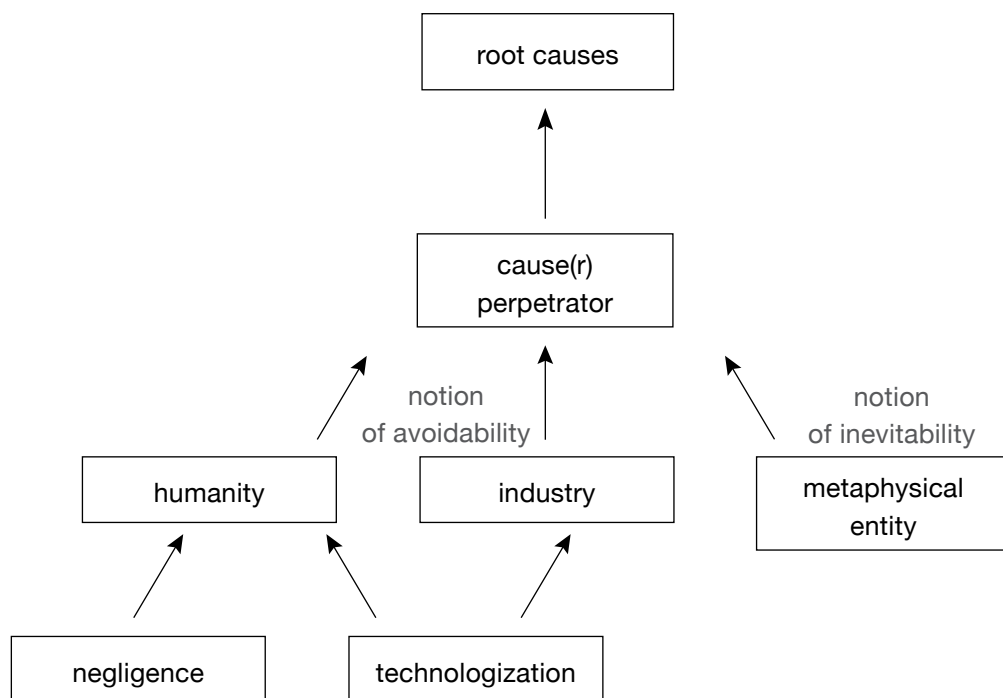 root causes
cause(r)
perpetrator
notion
of avoidability
notion
of inevitability
humanity
industry
metaphysical
entity
negligence
technologization